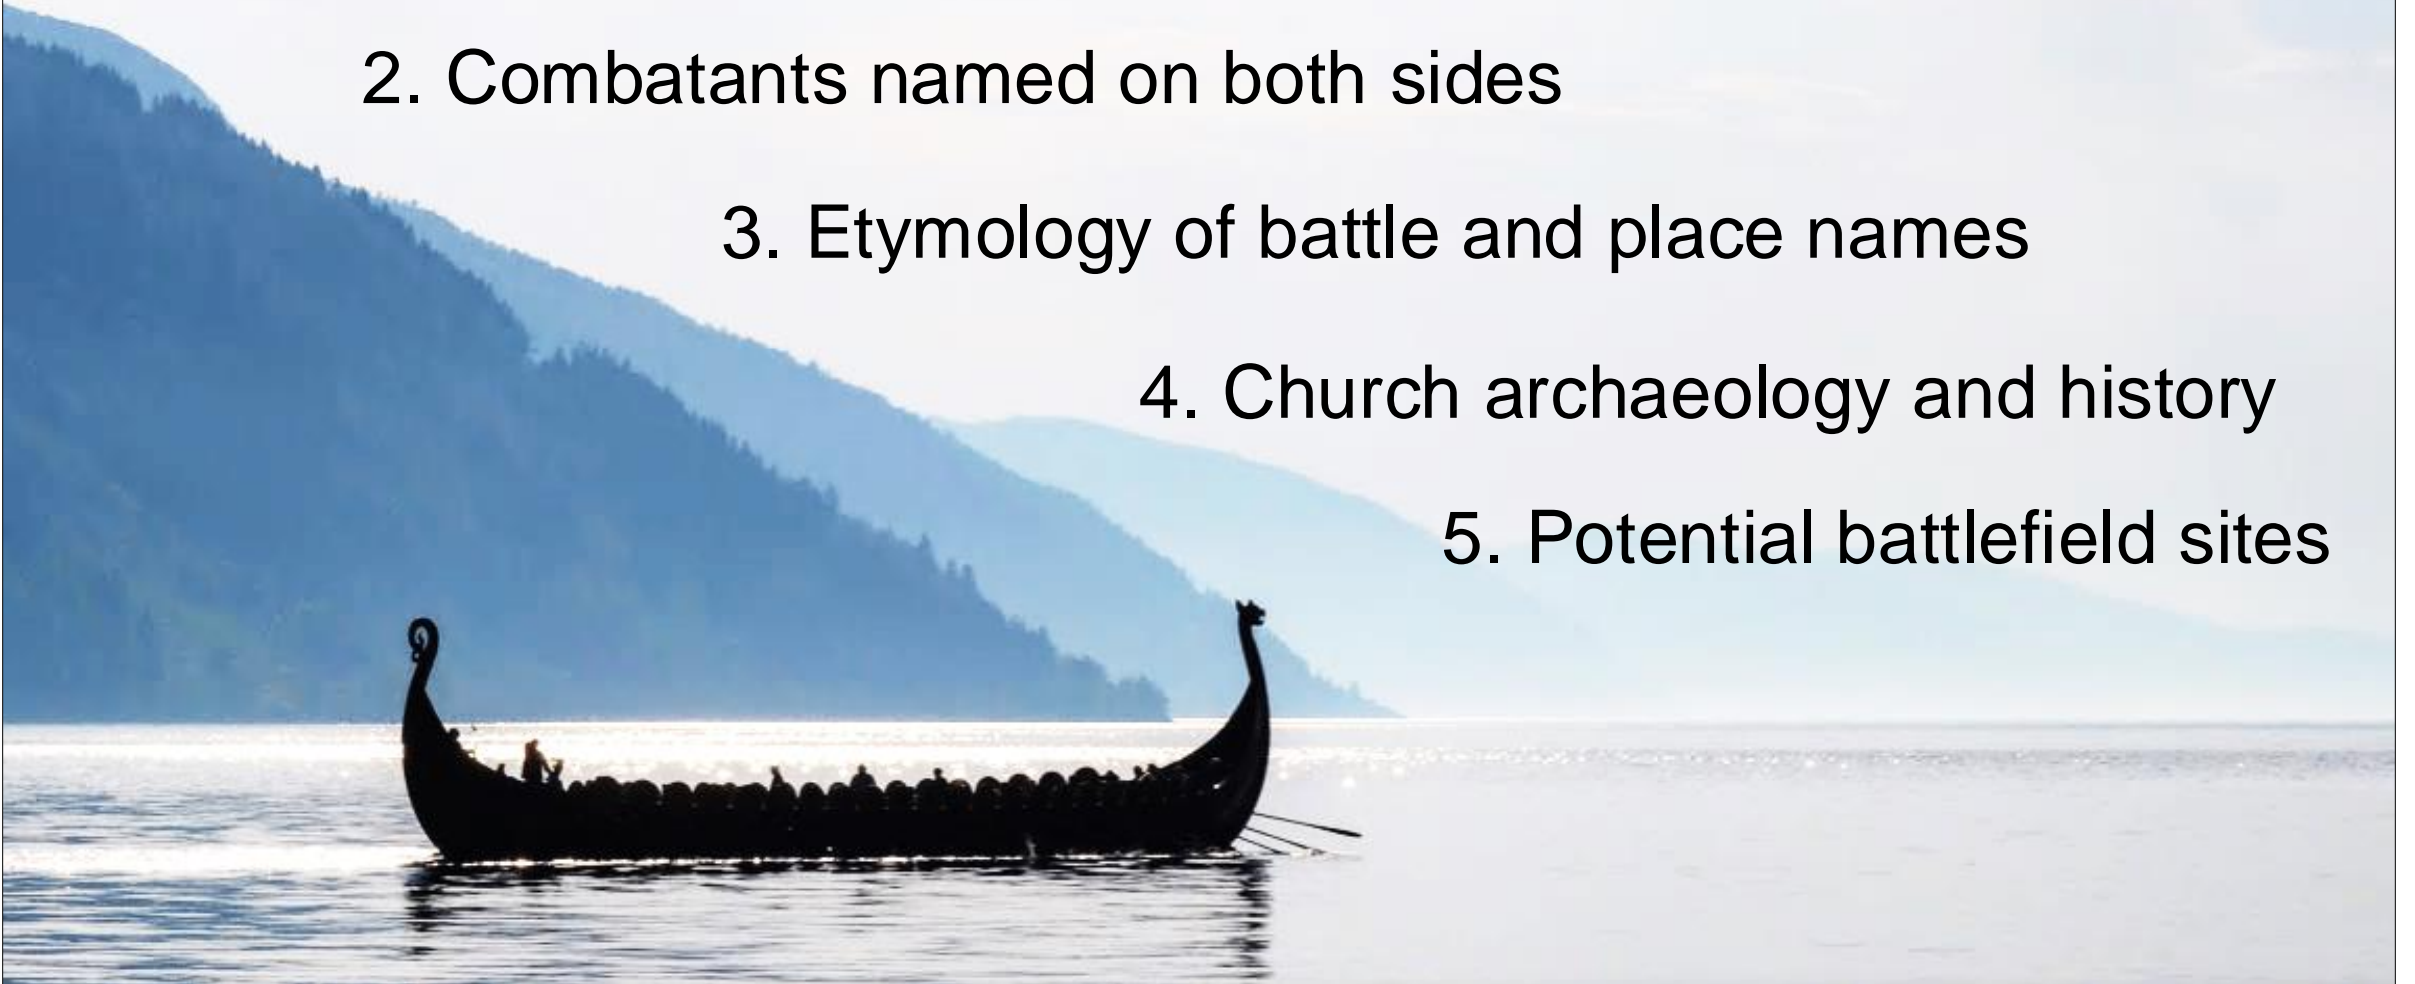 2. Combatants named on both sides
3. Etymology of battle and place names
4. Church archaeology and history
5. Potential battlefield sites